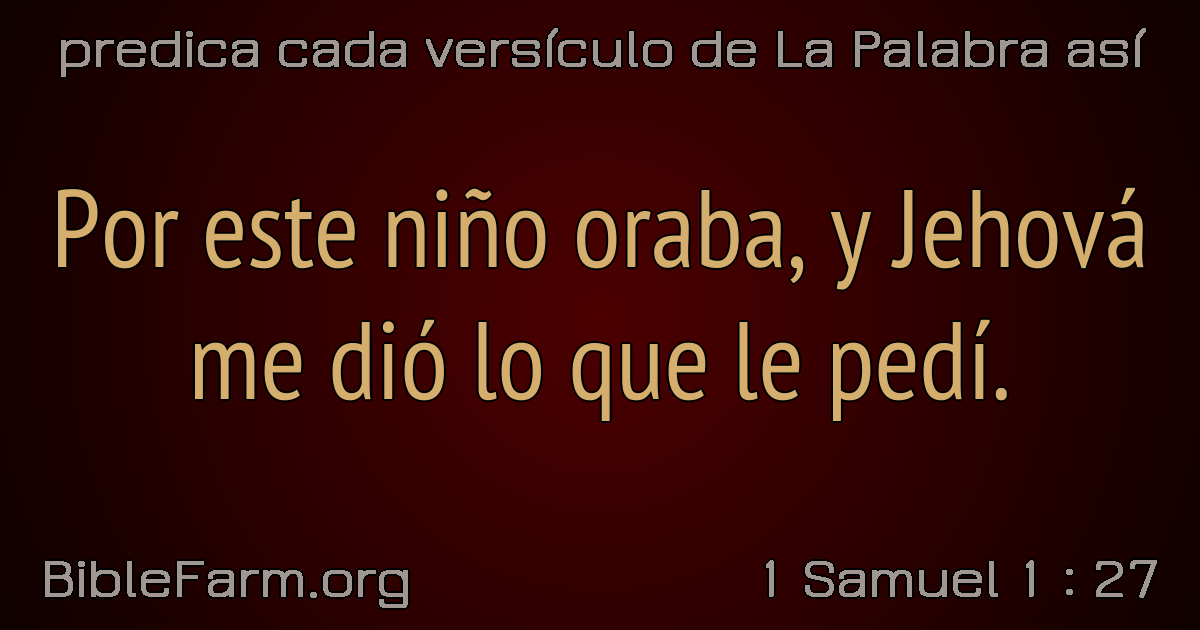 predica cada versículo de La Palabra así
Por este niño oraba, y Jehová
me dió lo que le pedí.
BibleFarm.org
1 Samuel 1 : 27